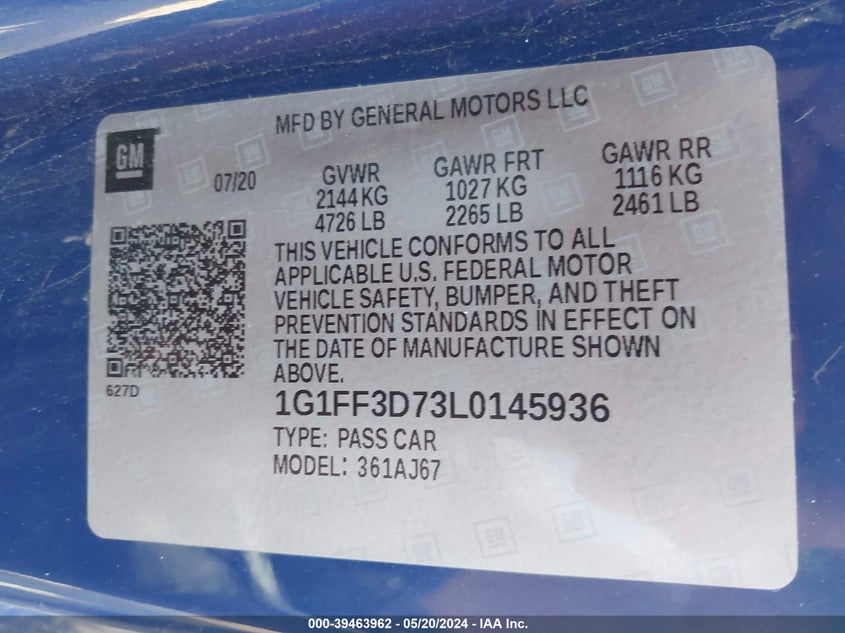 MFD BY GENERAL MOTORS LLC
GM
07/20
GVWR GAWR FRT GAWR RR
2144 KG 1027 KG 1116 KG
4726 LB 2265 LB 2461 LB
THIS VEHICLE CONFORMS TO ALL
APPLICABLE U.S. FEDERAL MOTOR
VEHICLE SAFETY, BUMPER, AND THEFT
PREVENTION STANDARDS IN EFFECT ON
THE DATE OF MANUFACTURE SHOWN
ABOVE.
627D
1G1FF3D73L0145936
TYPE: PASS CAR
MODEL: 361AJ67
000-39463962 - 05/20/2024 - IAA Inc.